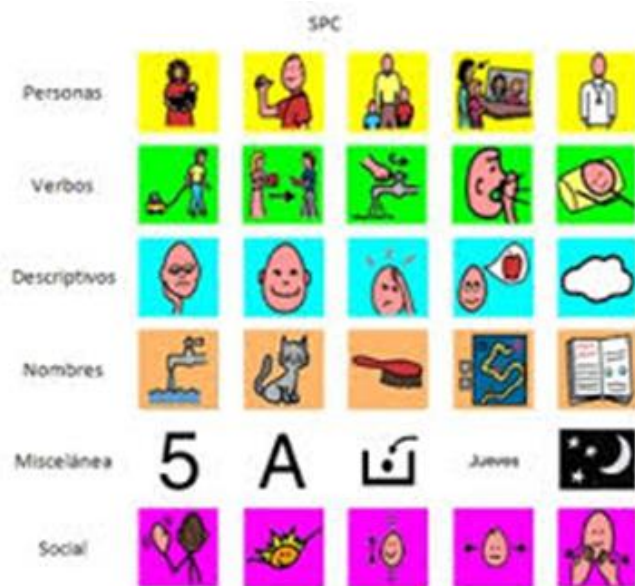 SPC
Personas
Verbos
Descriptivos
Nombres
Miscelánea 5 A Jueves
Social